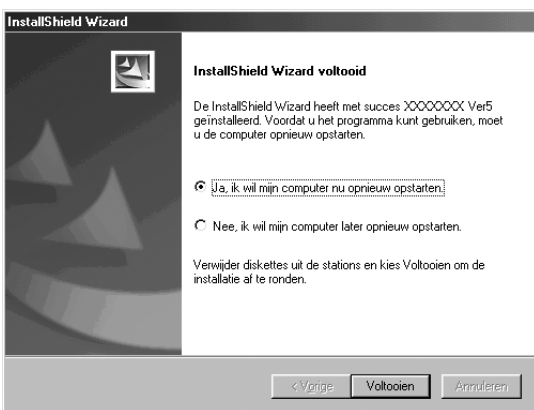 InstallShield Wizard
InstallShield Wizard voltooid
De InstallShield Wizard heeft met succes XXXXXXXX Ver5
geïnstalleerd. Voordat u het programma kunt gebruiken, moet
u de computer opnieuw opstarten.
Ja, ik wil mijn computer nu opnieuw opstarten.
Nee, ik wil mijn computer later opnieuw opstarten.
Verwijder diskettes uit de stations en kies Voltooien om de
installatie af te ronden.
< Vorige
Voltooien
Annuleren